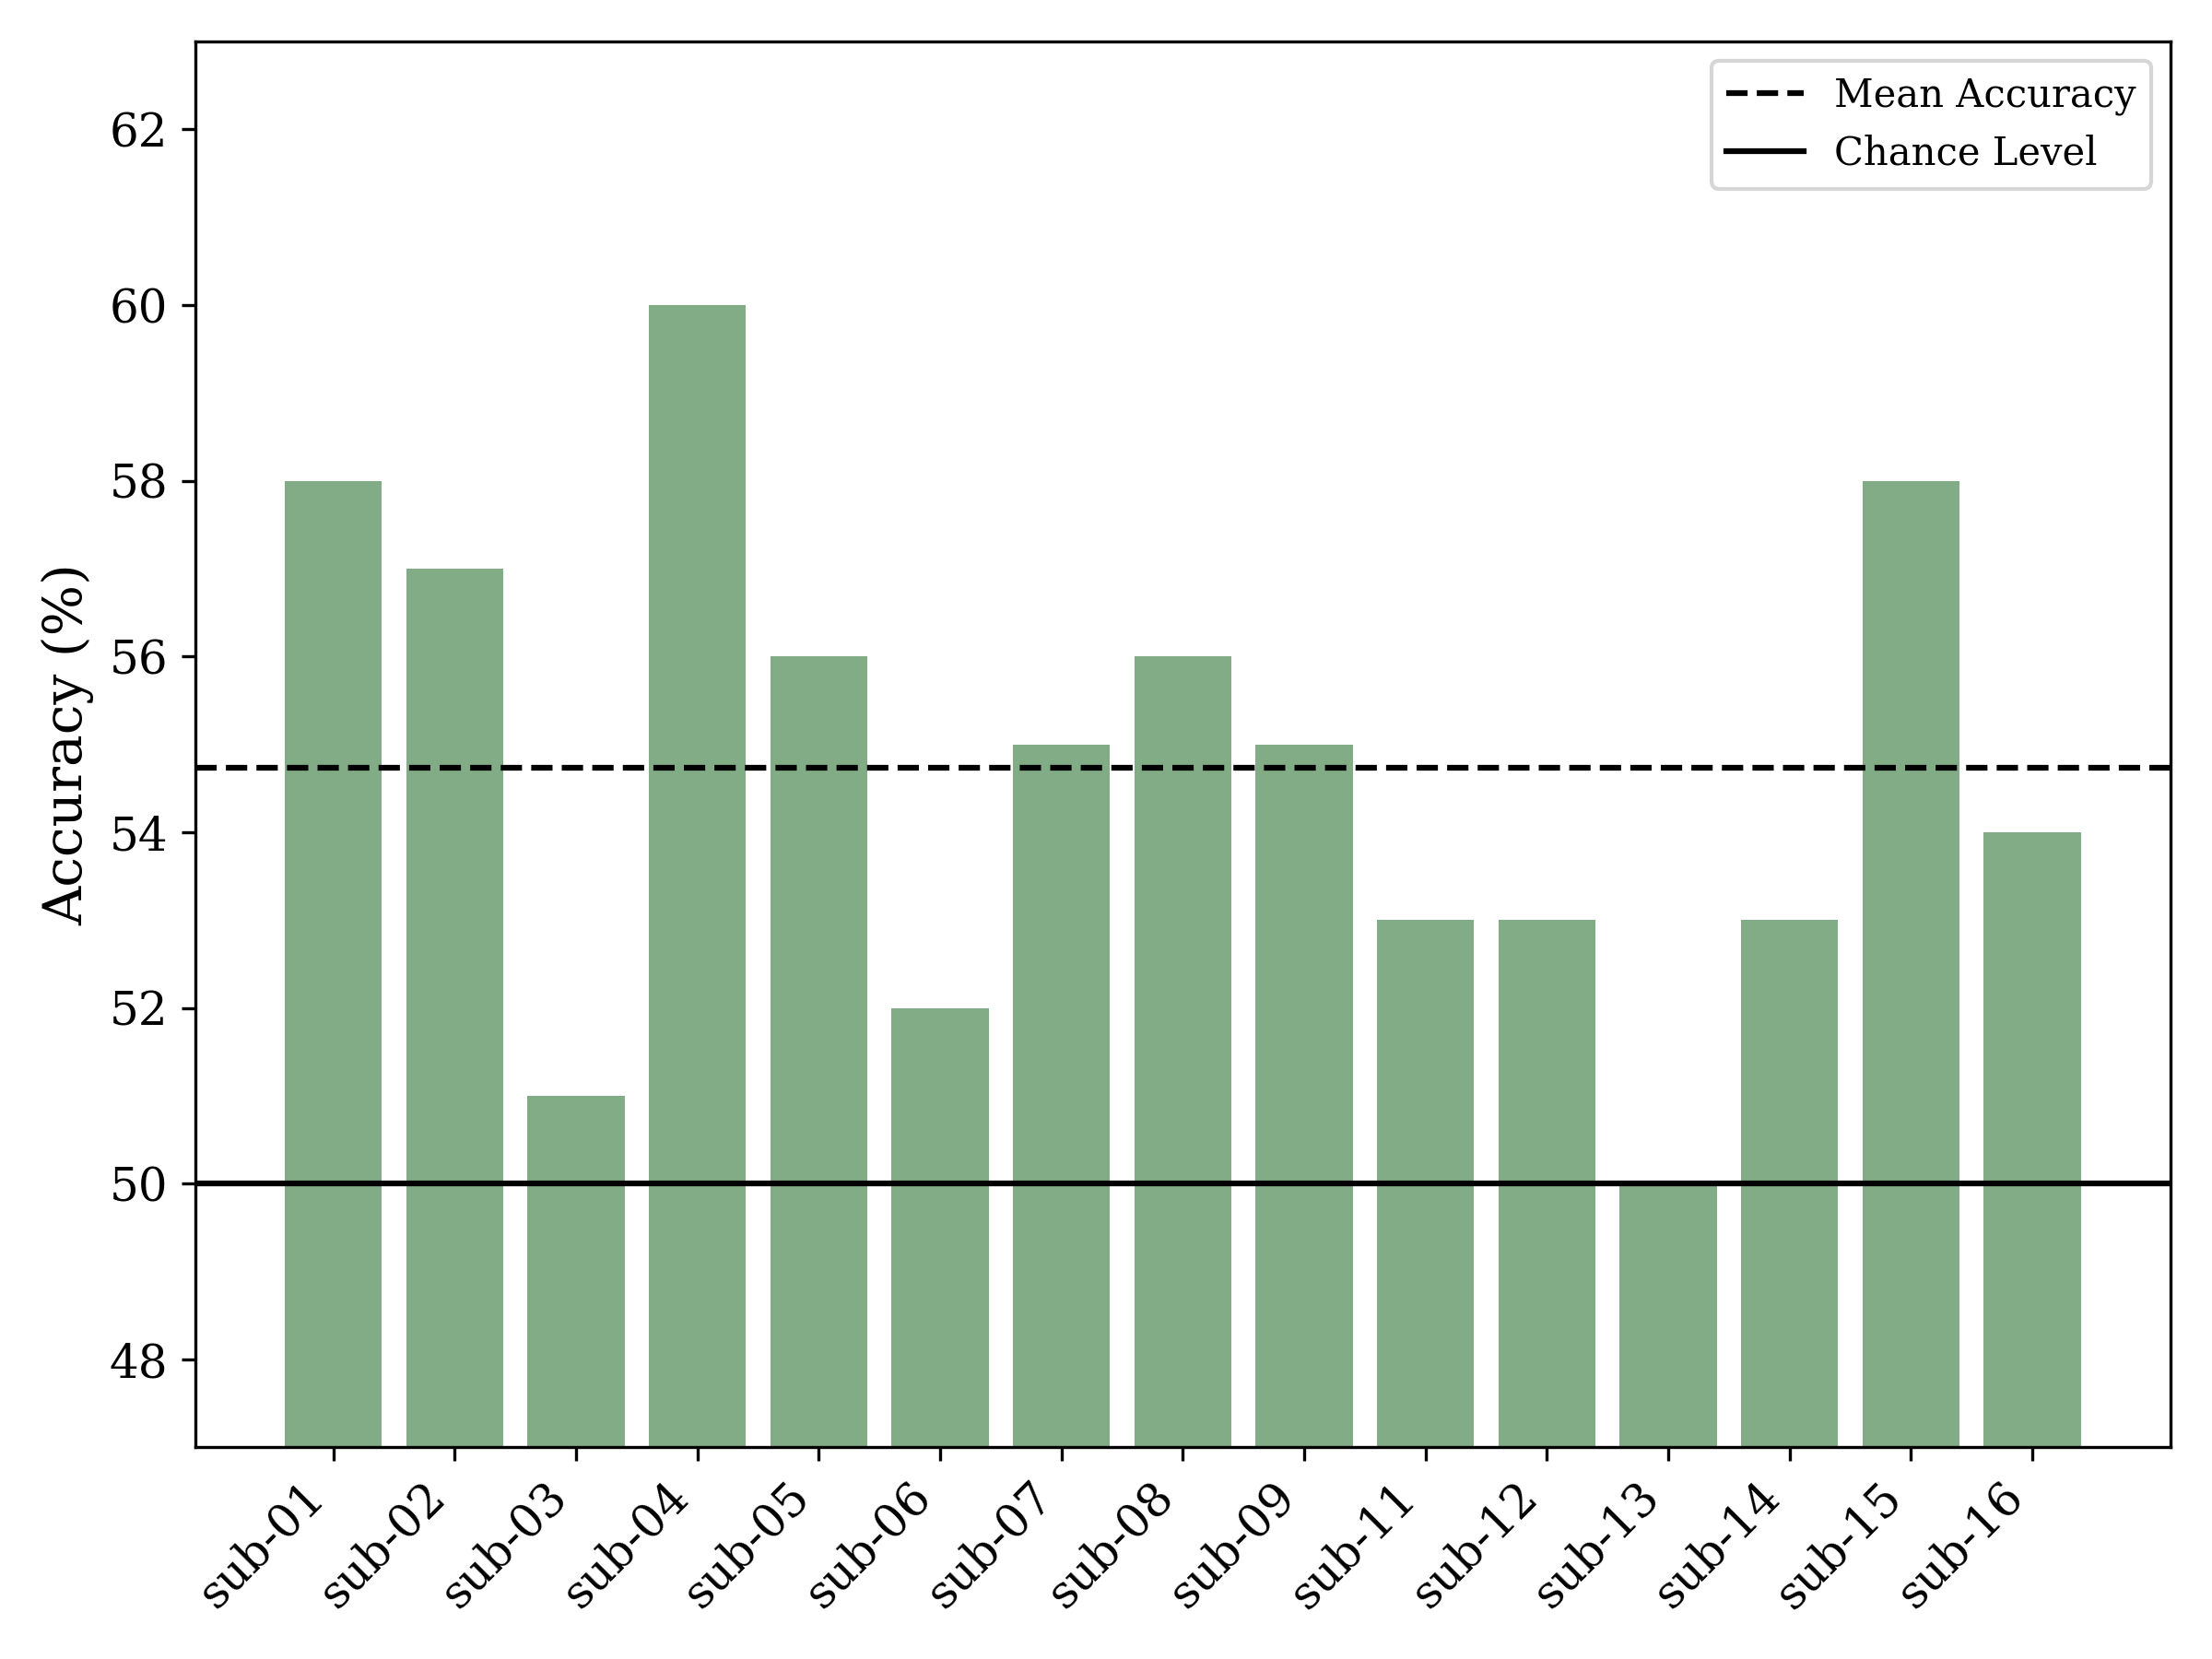 Mean Accuracy
Chance Level
Accuracy (%)
62
60
58
56
54
52
50
48
sub-01
sub-02
sub-03
sub-04
sub-05
sub-06
sub-07
sub-08
sub-09
sub-11
sub-12
sub-13
sub-14
sub-15
sub-16